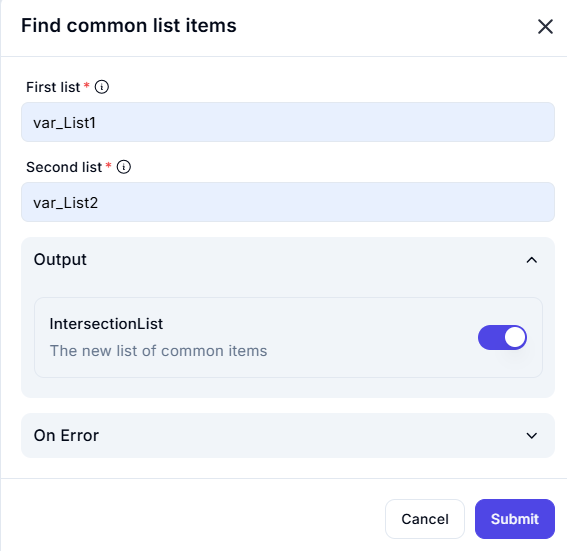 Find common list items
First list *
var_List1
Second list *
var_List2
Output
IntersectionList
The new list of common items
On Error
Cancel
Submit